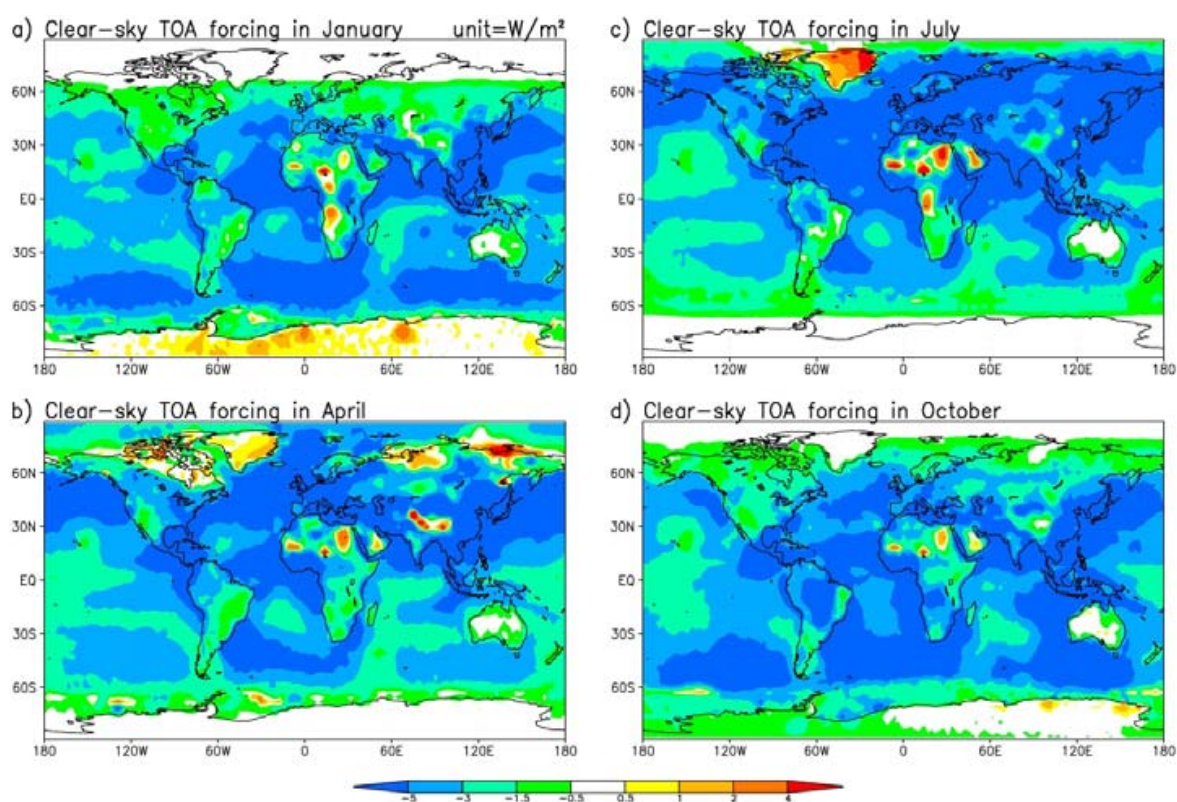 a) Clear-sky TOA forcing in January unit=W/m²
60N
30N
EQ
30S
60S
180 120W 60W 0 60E 120E 180
c) Clear-sky TOA forcing in July
60N
30N
EQ
30S
60S
180 120W 60W 0 60E 120E 180
b) Clear-sky TOA forcing in April
60N
30N
EQ
30S
60S
180 120W 60W 0 60E 120E 180
d) Clear-sky TOA forcing in October
60N
30N
EQ
30S
60S
180 120W 60W 0 60E 120E 180
-5 -3 -1.5 -0.5 0.5 1 2 4